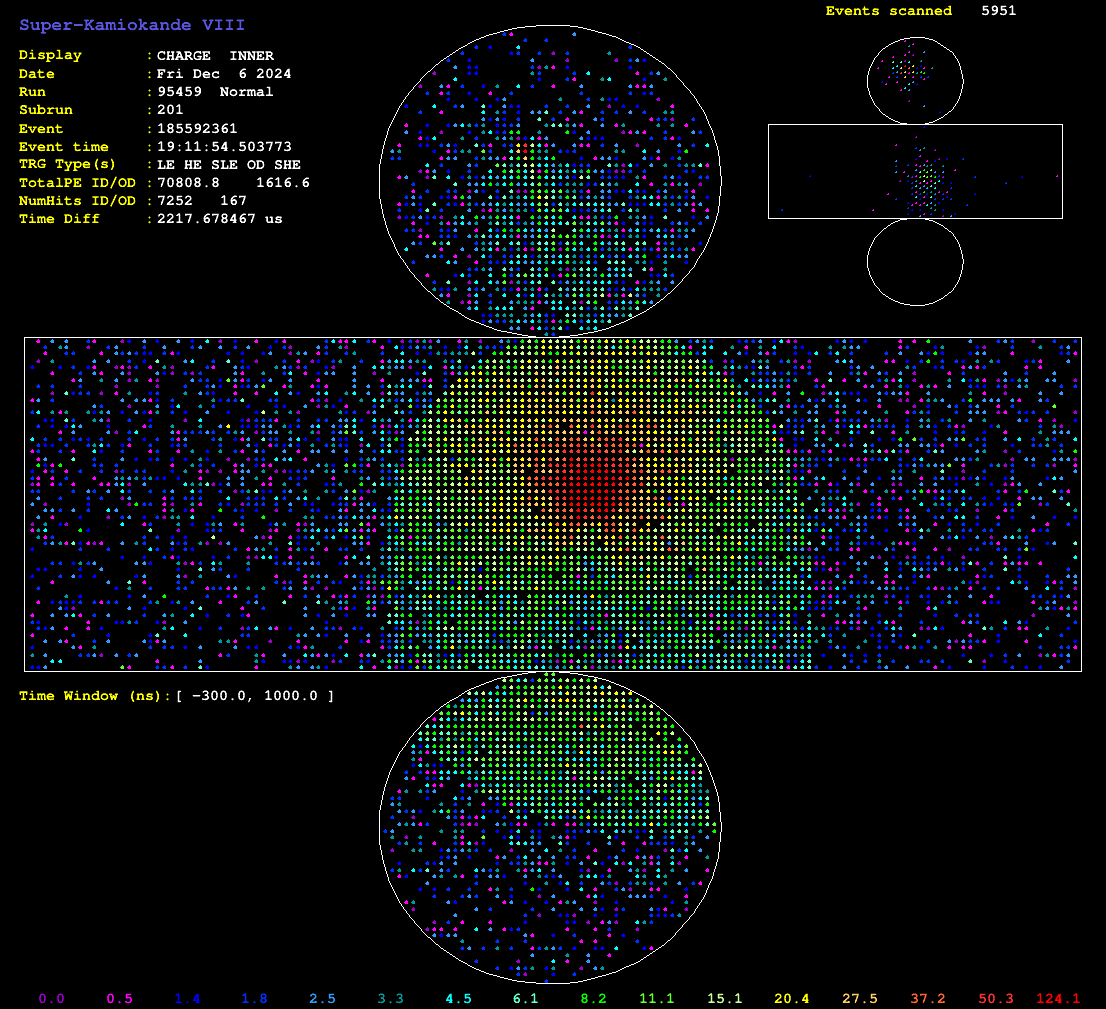 Super-Kamiokande VIII
Events scanned 5951
Display : CHARGE INNER
Date : Fri Dec 6 2024
Run : 95459 Normal
Subrun : 201
Event : 185592361
Event time : 19:11:54.503773
TRG Type(s) : LE HE SLE OD SHE
TotalPE ID/OD : 70808.8 1616.6
NumHits ID/OD : 7252 167
Time Diff : 2217.678467 us
Time Window (ns):[ -300.0, 1000.0 ]
0.0 0.5 1.4 1.8 2.5 3.3 4.5 6.1 8.2 11.1 15.1 20.4 27.5 37.2 50.3 124.1